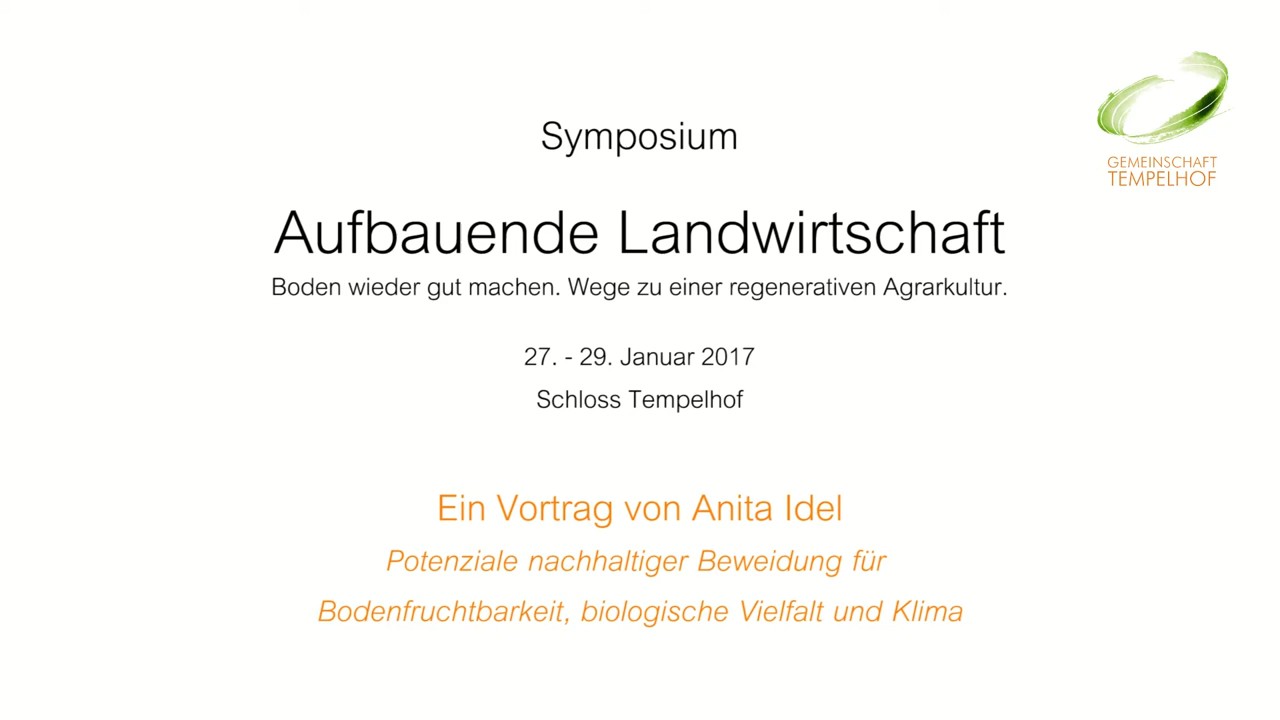 Symposium
GEMEINSCHAFT
TEMPELHOF
Aufbauende Landwirtschaft
Boden wieder gut machen. Wege zu einer regenerativen Agrarkultur.
27. - 29. Januar 2017
Schloss Tempelhof
Ein Vortrag von Anita Idel
Potenziale nachhaltiger Beweidung für
Bodenfruchtbarkeit, biologische Vielfalt und Klima